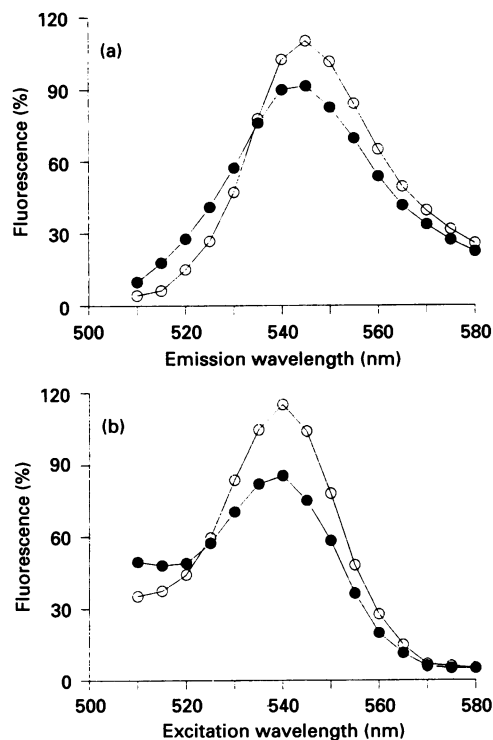 120
(a)
90
Fluorescence (%)
60
30
0
500 520 540 560 580
Emission wavelength (nm)
120
(b)
90
Fluorescence (%)
60
30
0
500 520 540 560 580
Excitation wavelength (nm)